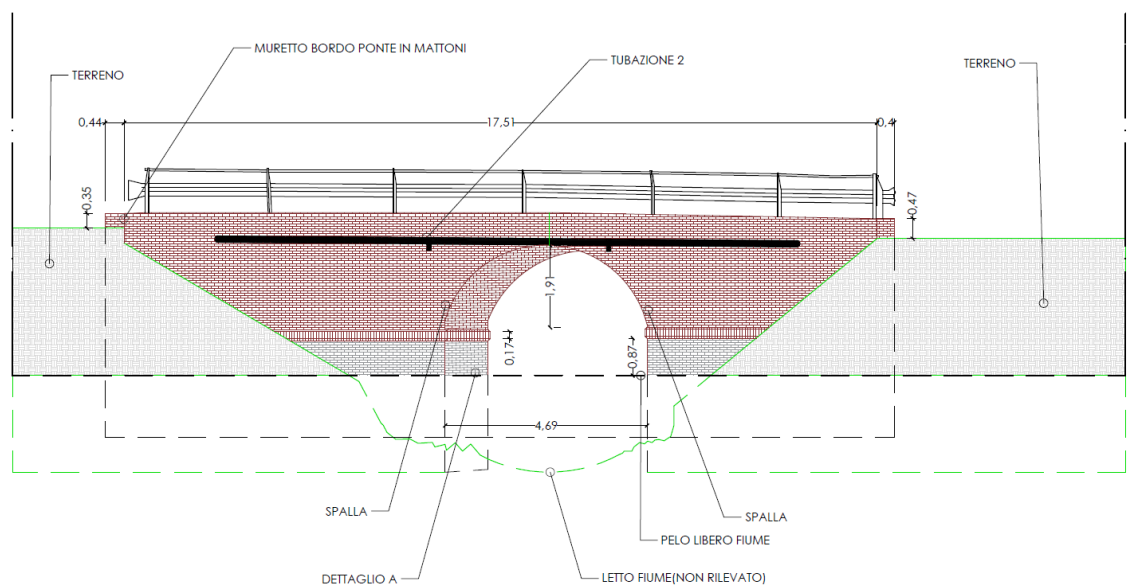 MURETTO BORDO PONTE IN MATTONI
TUBAZIONE 2
TERRENO
TERRENO
0,44
17,51
0,4
0,35
0,47
1,91
0,17
0,87
4,69
SPALLA
SPALLA
PELO LIBERO FIUME
DETTAGLIO A
LETTO FIUME(NON RILEVATO)